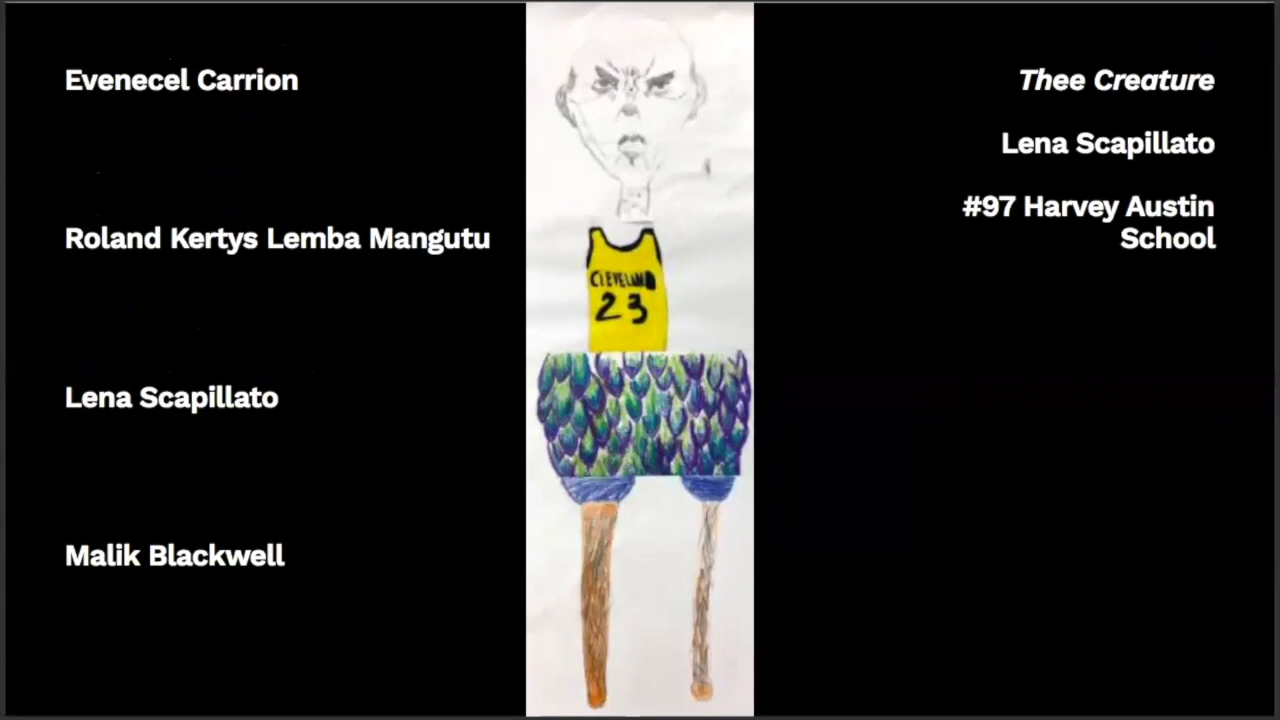 Evenecel Carrion
Roland Kertys Lemba Mangutu
Lena Scapillato
Malik Blackwell
CLEVELAND
23
Thee Creature
Lena Scapillato
#97 Harvey Austin
School